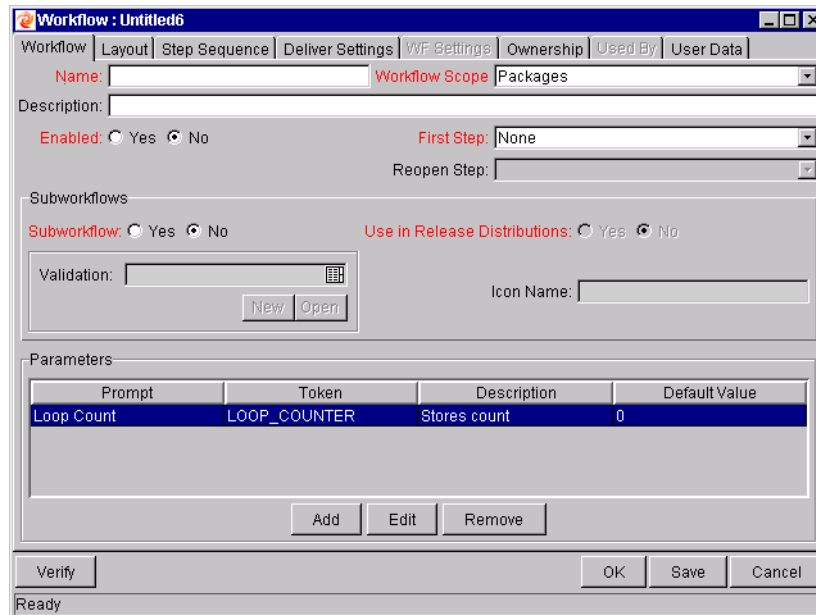 Workflow : Untitled6
Workflow Layout Step Sequence Deliver Settings WF Settings Ownership Used By User Data
Name: Workflow Scope Packages
Description:
Enabled: Yes No First Step: None
Reopen Step:
Subworkflows
Subworkflow: Yes No Use in Release Distributions: Yes No
Validation:
New Open
Icon Name:
Parameters
Prompt Token Description Default Value
Loop Count LOOP_COUNTER Stores count 0
Add Edit Remove
Verify OK Save Cancel
Ready